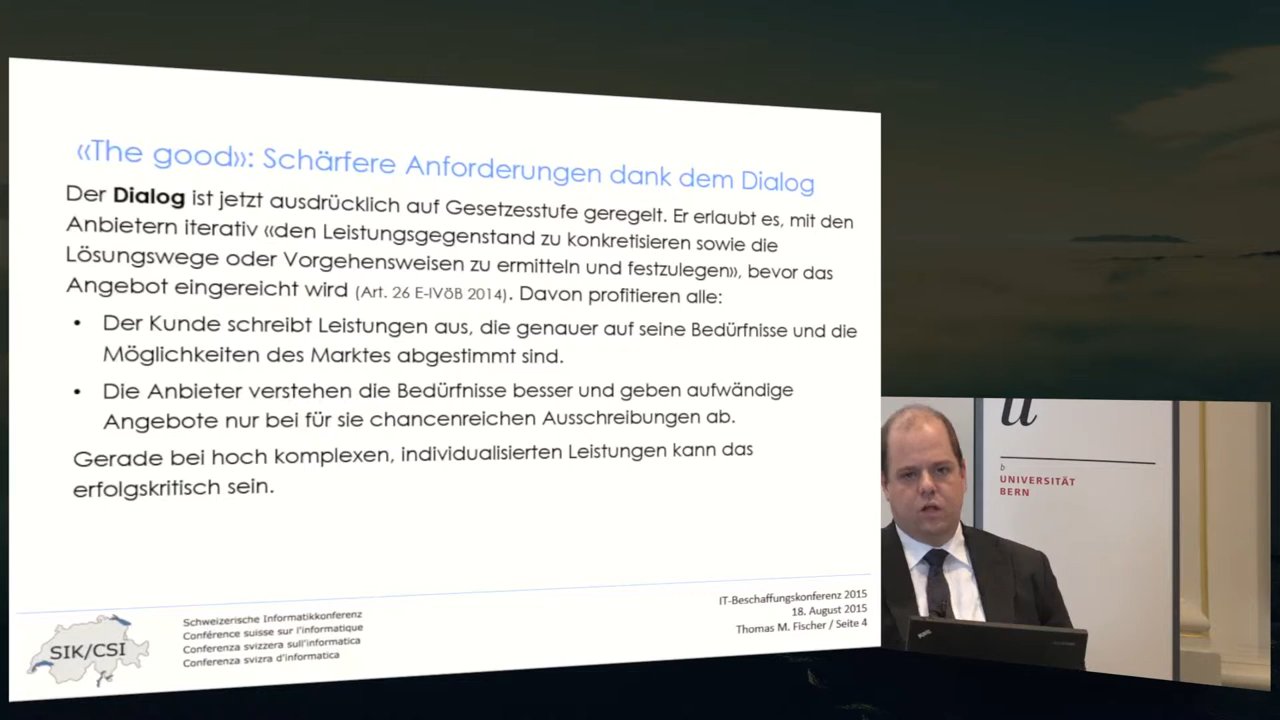 «The good»: Schärfere Anforderungen dank dem Dialog
Der Dialog ist jetzt ausdrücklich auf Gesetzesstufe geregelt. Er erlaubt es, mit den
Anbietern iterativ «den Leistungsgegenstand zu konkretisieren sowie die
Lösungswege oder Vorgehensweisen zu ermitteln und festzulegen», bevor das
Angebot eingereicht wird (Art. 26 E-IVöB 2014). Davon profitieren alle:
• Der Kunde schreibt Leistungen aus, die genauer auf seine Bedürfnisse und die
Möglichkeiten des Marktes abgestimmt sind.
• Die Anbieter verstehen die Bedürfnisse besser und geben aufwändige
Angebote nur bei für sie chancenreichen Ausschreibungen ab.
Gerade bei hoch komplexen, individualisierten Leistungen kann das
erfolgskritisch sein.
SIK/CSI
Schweizerische Informatikkonferenz
Conférence suisse sur l'informatique
Conferenza svizzera sull'informatica
Conferenza svizra d'informatica
IT-Beschaffungskonferenz 2015
18. August 2015
Thomas M. Fischer / Seite 4
u
b
UNIVERSITÄT
BERN